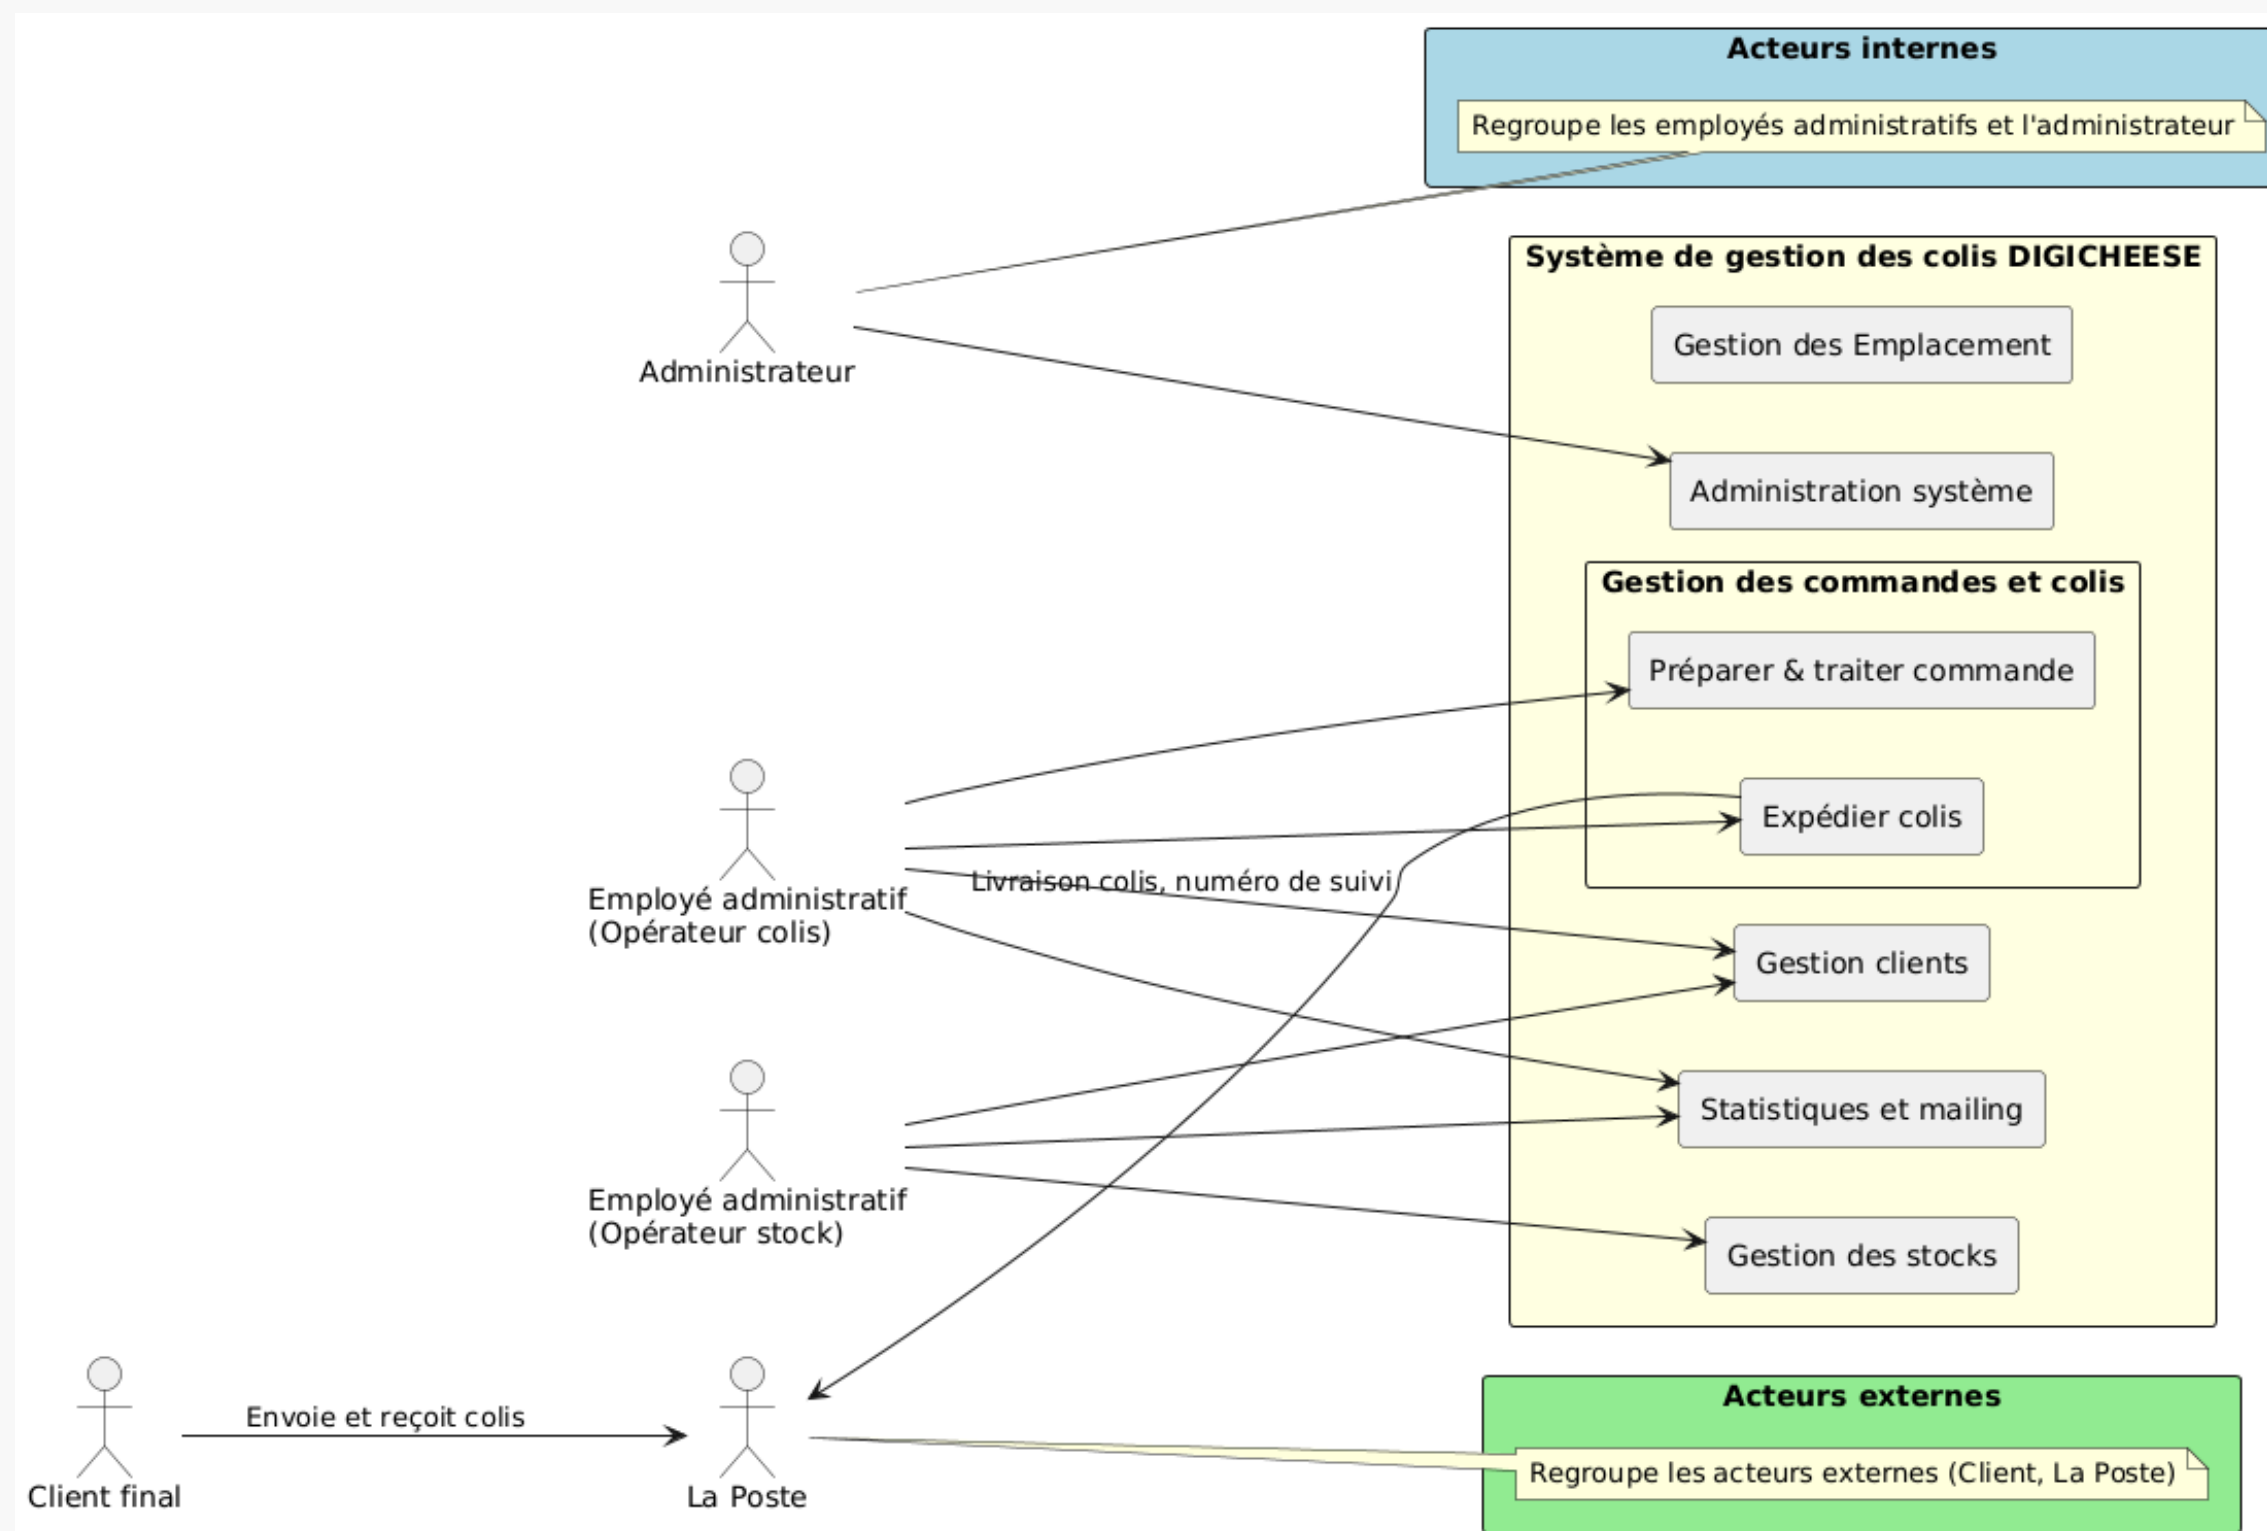 Acteurs internes
Regroupe les employés administratifs et l'administrateur
Administrateur
Système de gestion des colis DIGICHEESE
Gestion des Emplacement
Administration système
Gestion des commandes et colis
Préparer & traiter commande
Expédier colis
Employé administratif
(Opérateur colis)
Livraison colis, numéro de suivi
Gestion clients
Statistiques et mailing
Employé administratif
(Opérateur stock)
Gestion des stocks
Client final
Envoie et reçoit colis
La Poste
Acteurs externes
Regroupe les acteurs externes (Client, La Poste)